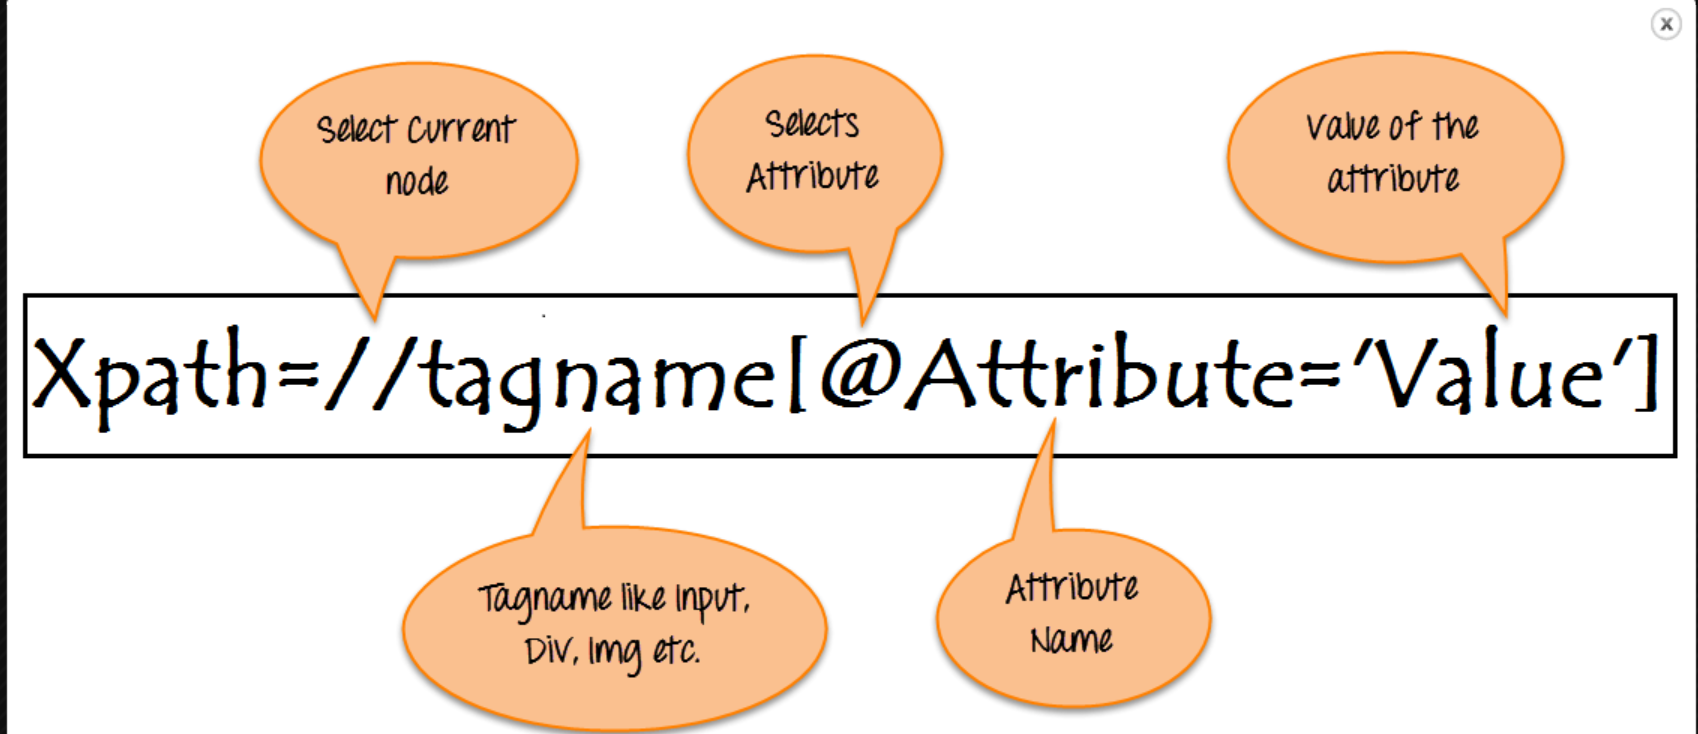 x
Select Current
node
Selects
Attribute
Value of the
attribute
Xpath=//tagname[@Attribute='Value']
Tagname like Input,
Div, Img etc.
Attribute
Name